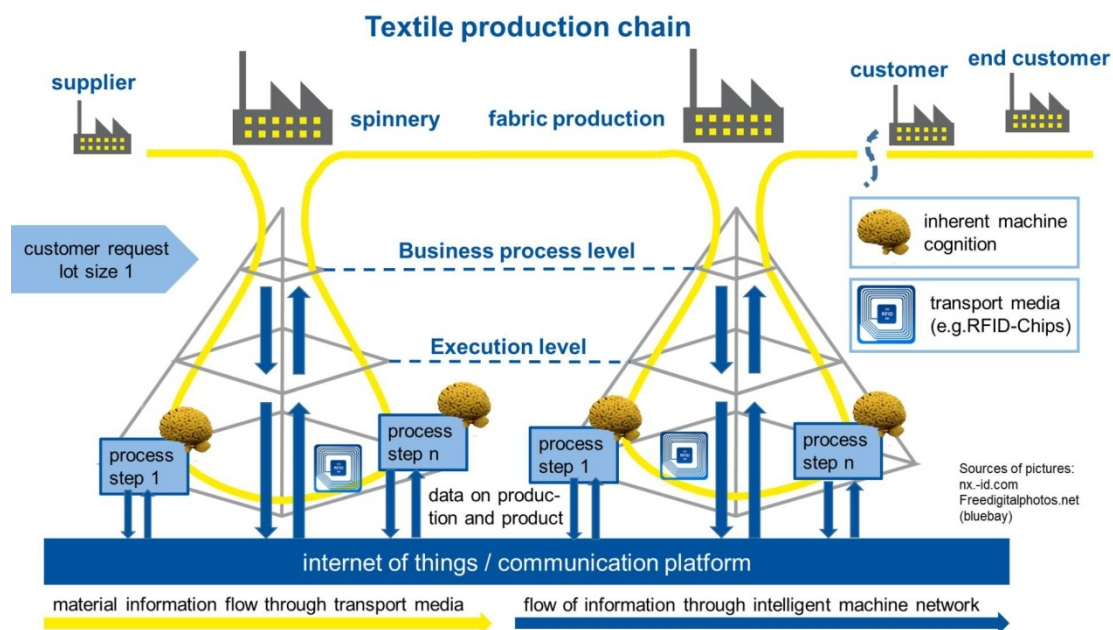 Textile production chain
supplier
spinnery
fabric production
customer
end customer
customer request
lot size 1
Business process level
Execution level
inherent machine
cognition
RFID
transport media
(e.g.RFID-Chips)
process
step 1
RFID
process
step n
data on produc-
tion and product
process
step 1
RFID
process
step n
Sources of pictures:
nx.-id.com
Freedigitalphotos.net
(bluebay)
internet of things / communication platform
material information flow through transport media
flow of information through intelligent machine network